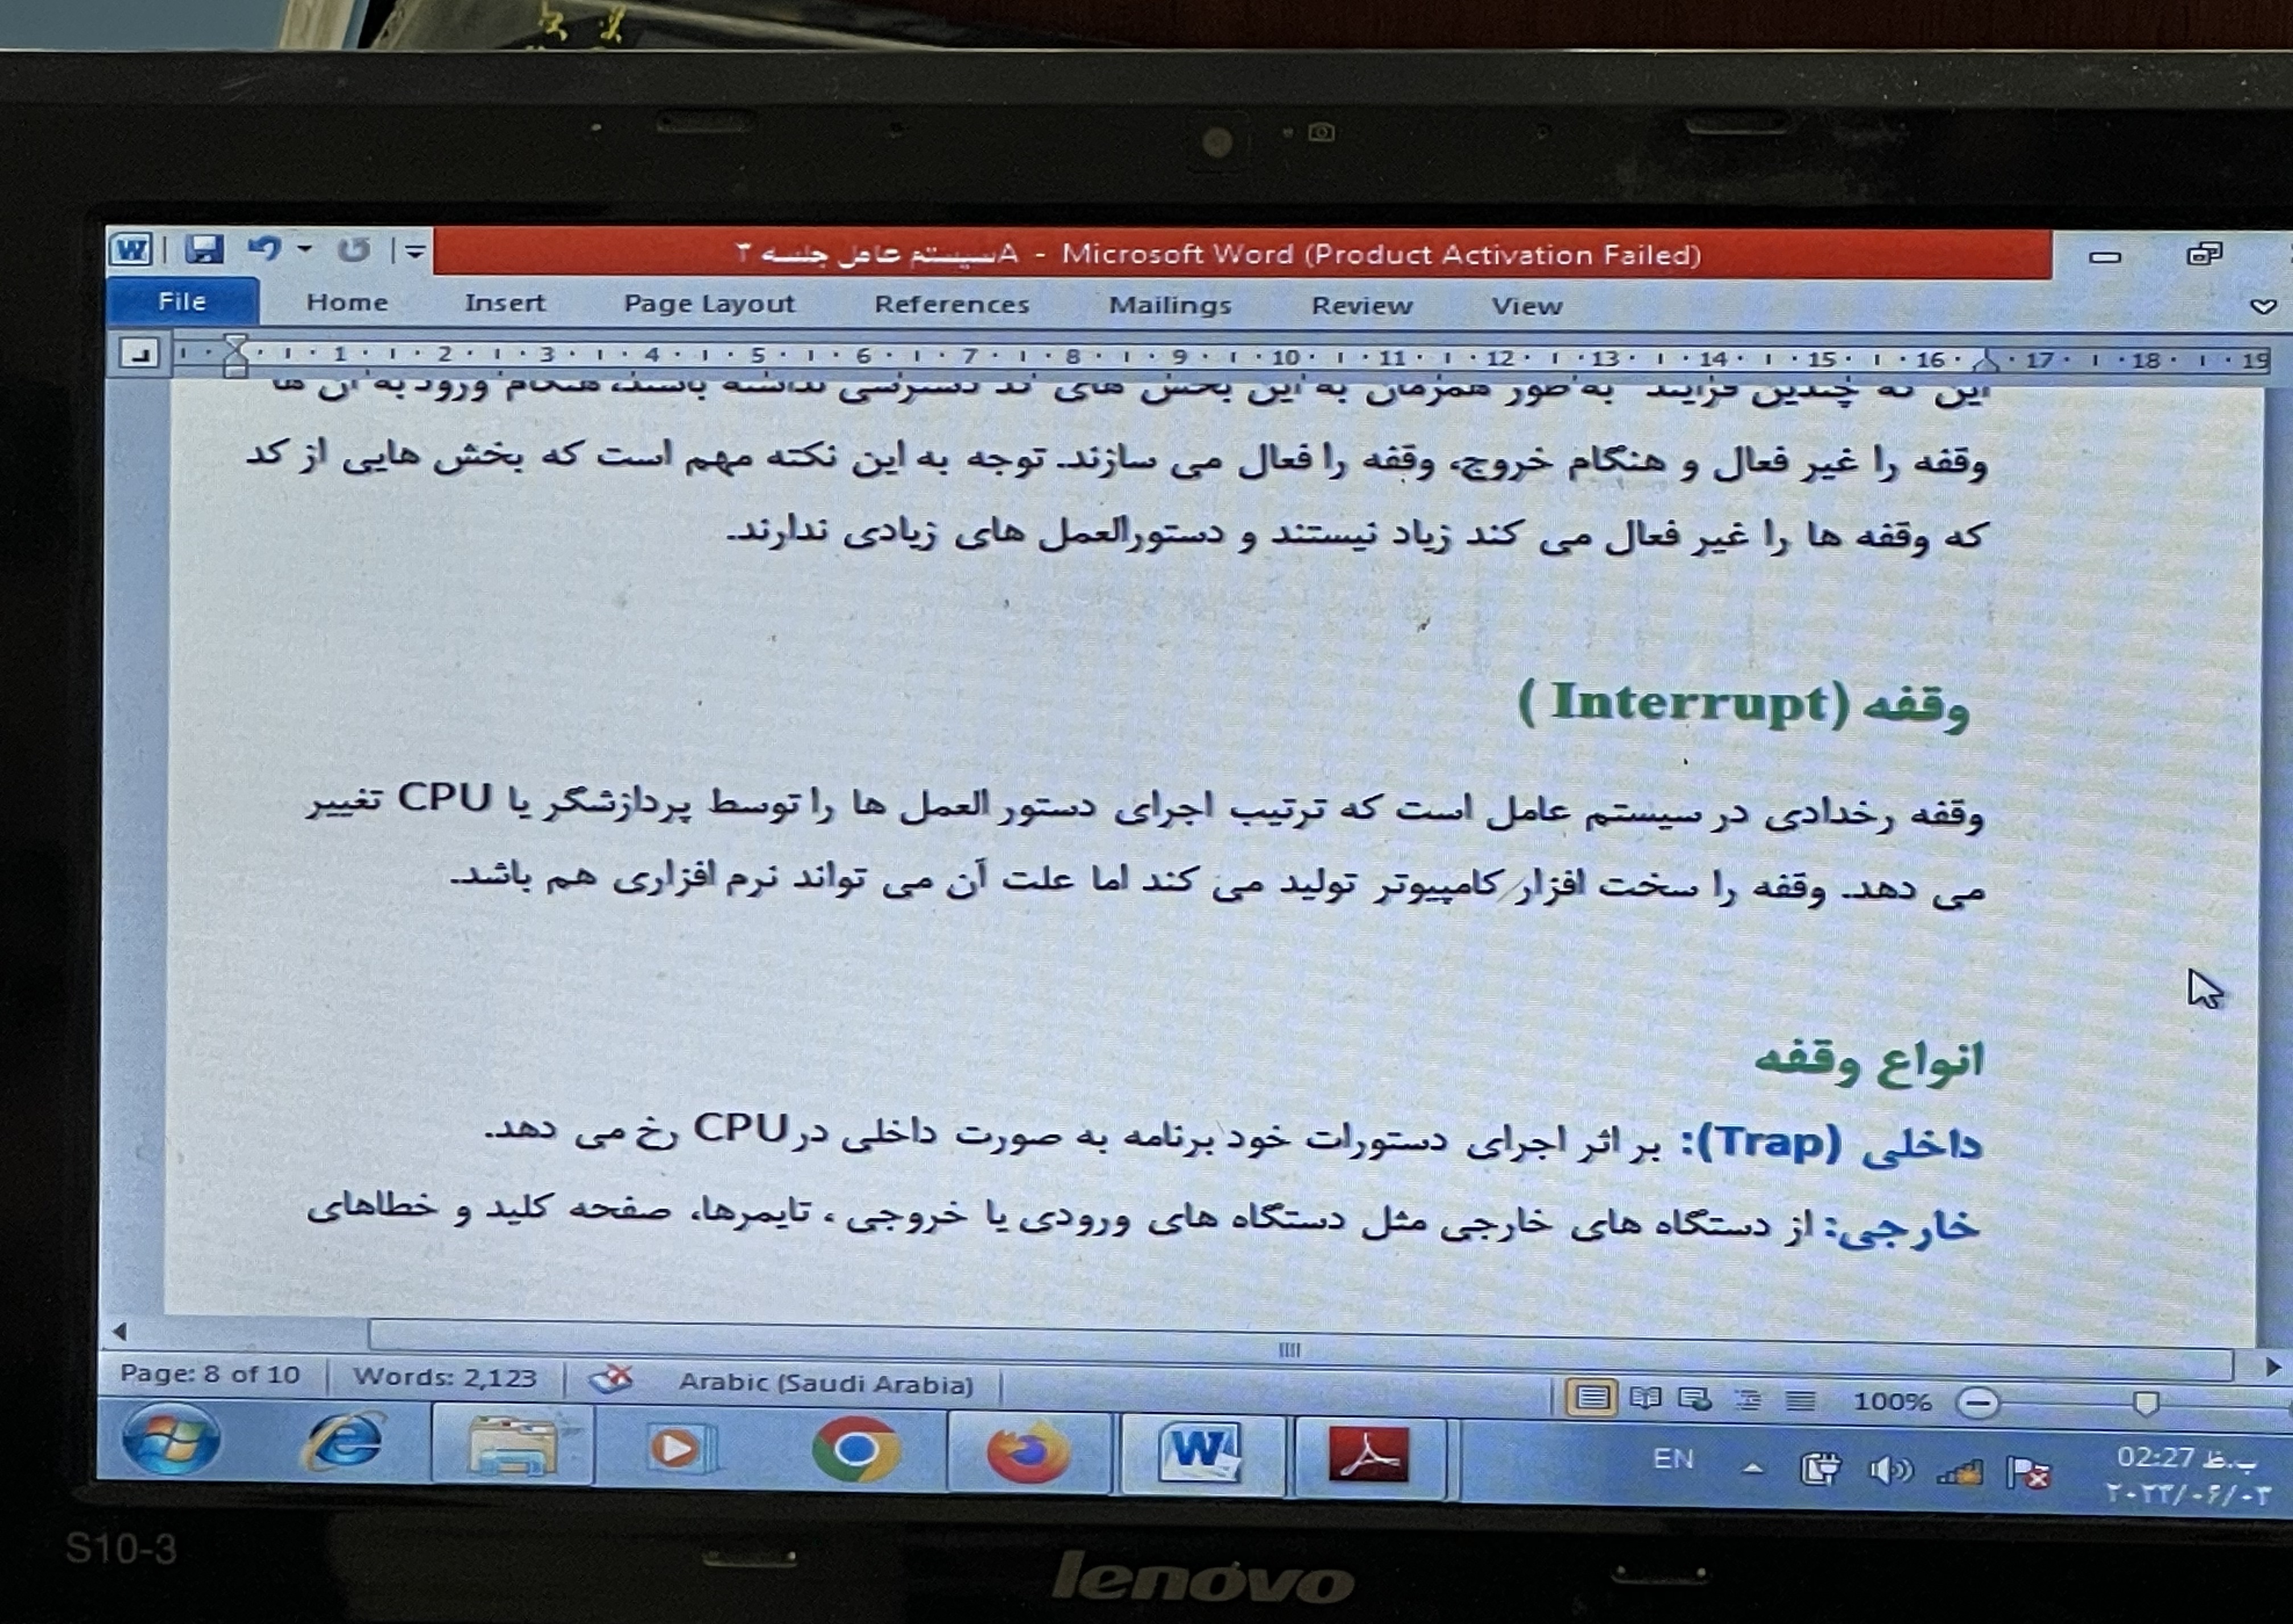 Aسیستم عامل جلسه ۳ - Microsoft Word (Product Activation Failed)
File Home Insert Page Layout References Mailings Review View
1 2 3 4 5 6 7 8 9 10 11 12 13 14 15 16 17 18 19
این که چندین فرایند به طور همزمان به این بخش های کد دسترسی نداشته باشند، هنگام ورود به آن ها
وقفه را غیر فعال و هنگام خروج، وقفه را فعال می سازند. توجه به این نکته مهم است که بخش هایی از کد
که وقفه ها را غیر فعال می کند زیاد نیستند و دستورالعمل های زیادی ندارند.
وقفه (Interrupt )
وقفه رخدادی در سیستم عامل است که ترتیب اجرای دستور العمل ها را توسط پردازشگر یا CPU تغییر
می دهد. وقفه را سخت افزار کامپیوتر تولید می کند اما علت آن می تواند نرم افزاری هم باشد.
انواع وقفه
داخلی (Trap): بر اثر اجرای دستورات خود برنامه به صورت داخلی در CPU رخ می دهد.
خارجی: از دستگاه های خارجی مثل دستگاه های ورودی یا خروجی ، تایمرها، صفحه کلید و خطاهای
Page: 8 of 10 Words: 2,123 Arabic (Saudi Arabia) 100%
EN 02:27 ب.ظ
S10-3
lenovo